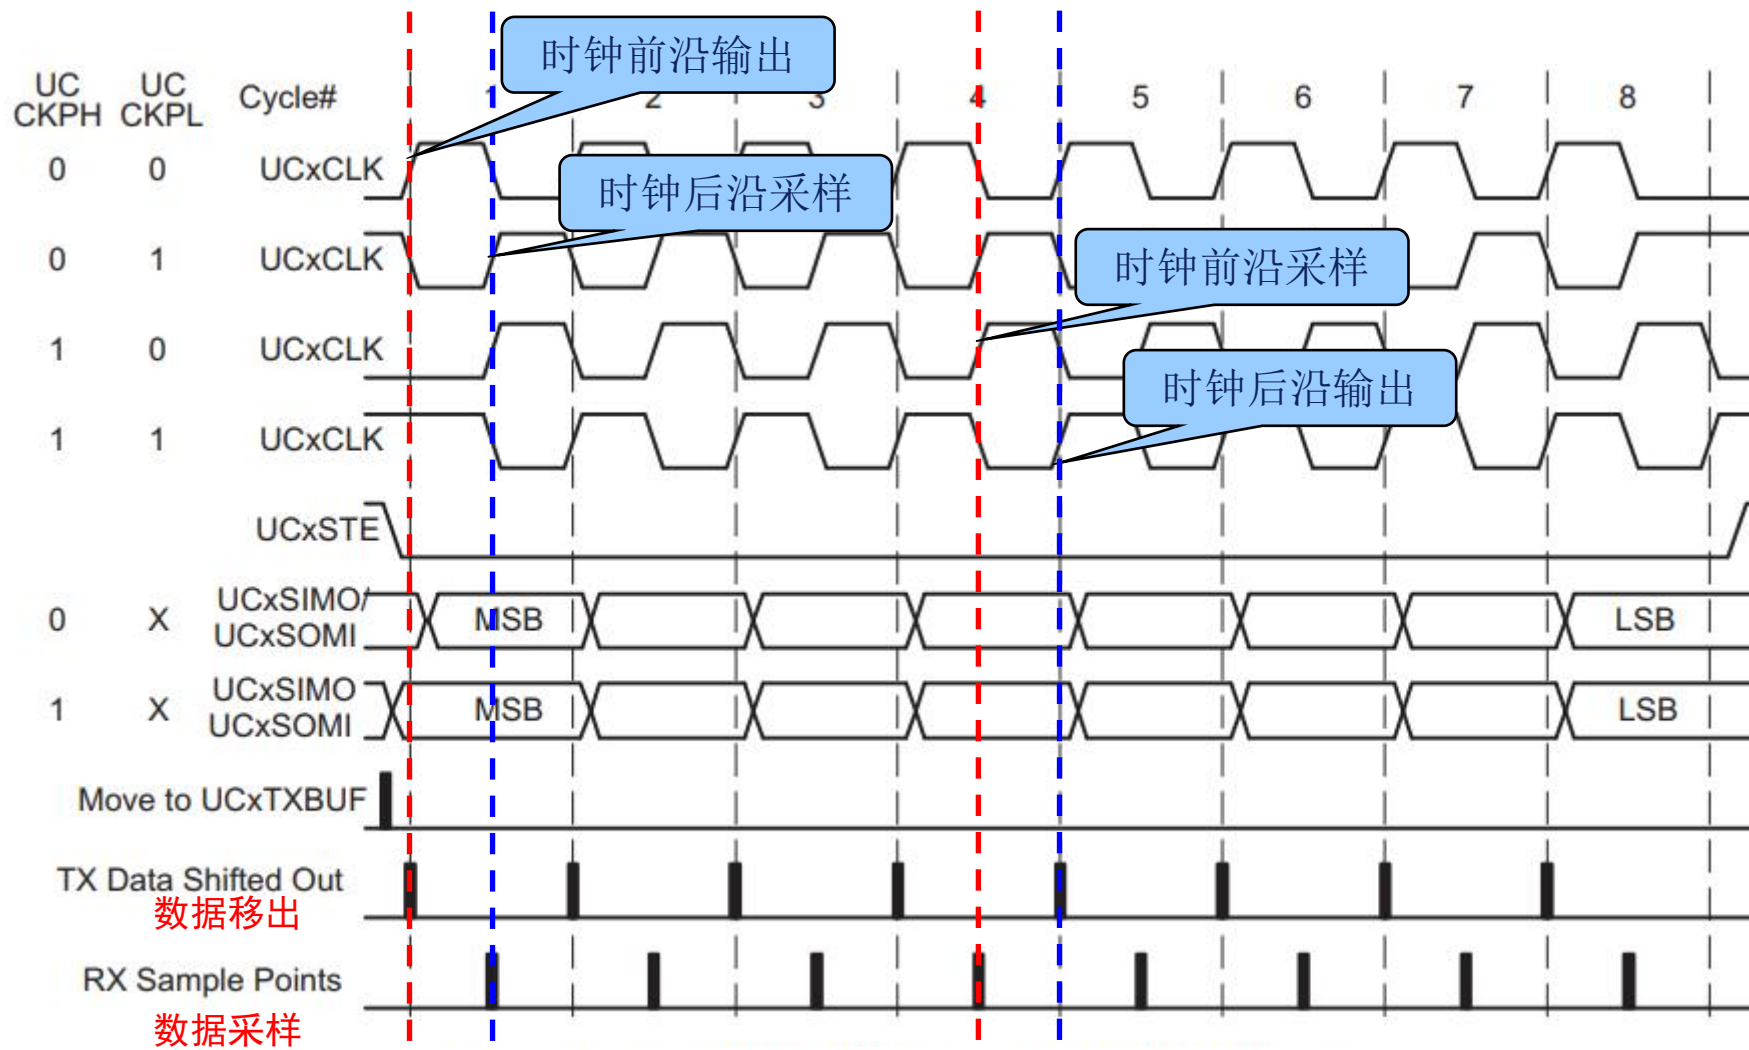 时钟前沿输出
UC CKPH UC CKPL Cycle# 1 2 3 4 5 6 7 8
0 0 UCxCLK
时钟后沿采样
0 1 UCxCLK
时钟前沿采样
1 0 UCxCLK
时钟后沿输出
1 1 UCxCLK
UCxSTE
0 X UCxSIMO/ UCxSOMI MSB LSB
1 X UCxSIMO UCxSOMI MSB LSB
Move to UCxTXBUF
TX Data Shifted Out
数据移出
RX Sample Points
数据采样